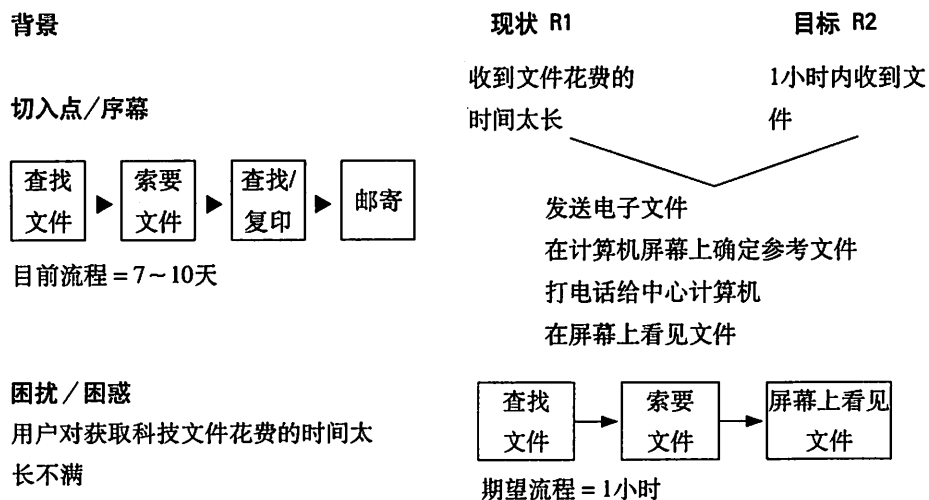 背景
切入点/序幕
查找
文件
索要
文件
查找/
复印
邮寄
目前流程=7～10天
困扰/困惑
用户对获取科技文件花费的时间太
长不满
现状 R1
目标 R2
收到文件花费的
时间太长
1小时内收到文
件
发送电子文件
在计算机屏幕上确定参考文件
打电话给中心计算机
在屏幕上看见文件
查找
文件
索要
文件
屏幕上看见
文件
期望流程=1小时